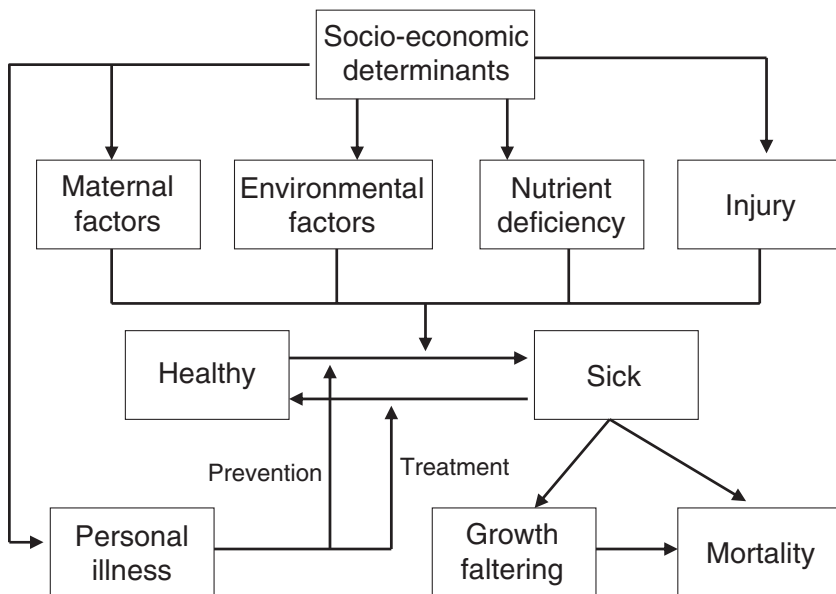 Socio-economic
determinants
Maternal
factors
Environmental
factors
Nutrient
deficiency
Injury
Healthy
Sick
Prevention
Treatment
Personal
illness
Growth
faltering
Mortality